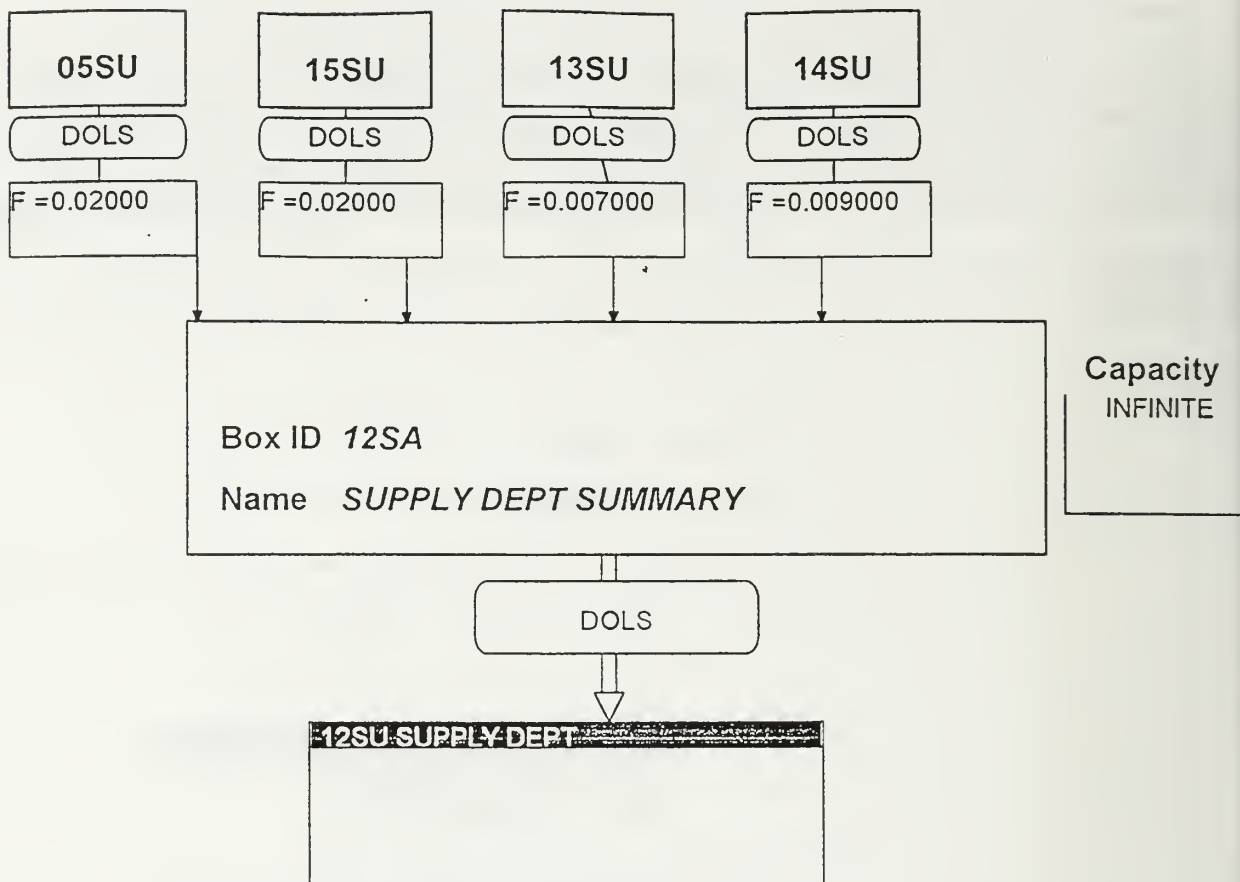 05SU 15SU 13SU 14SU
DOLS DOLS DOLS DOLS
F =0.02000 F =0.02000 F =0.007000 F =0.009000
Capacity
INFINITE
Box ID 12SA
Name SUPPLY DEPT SUMMARY
DOLS
12SU SUPPLY DEPT